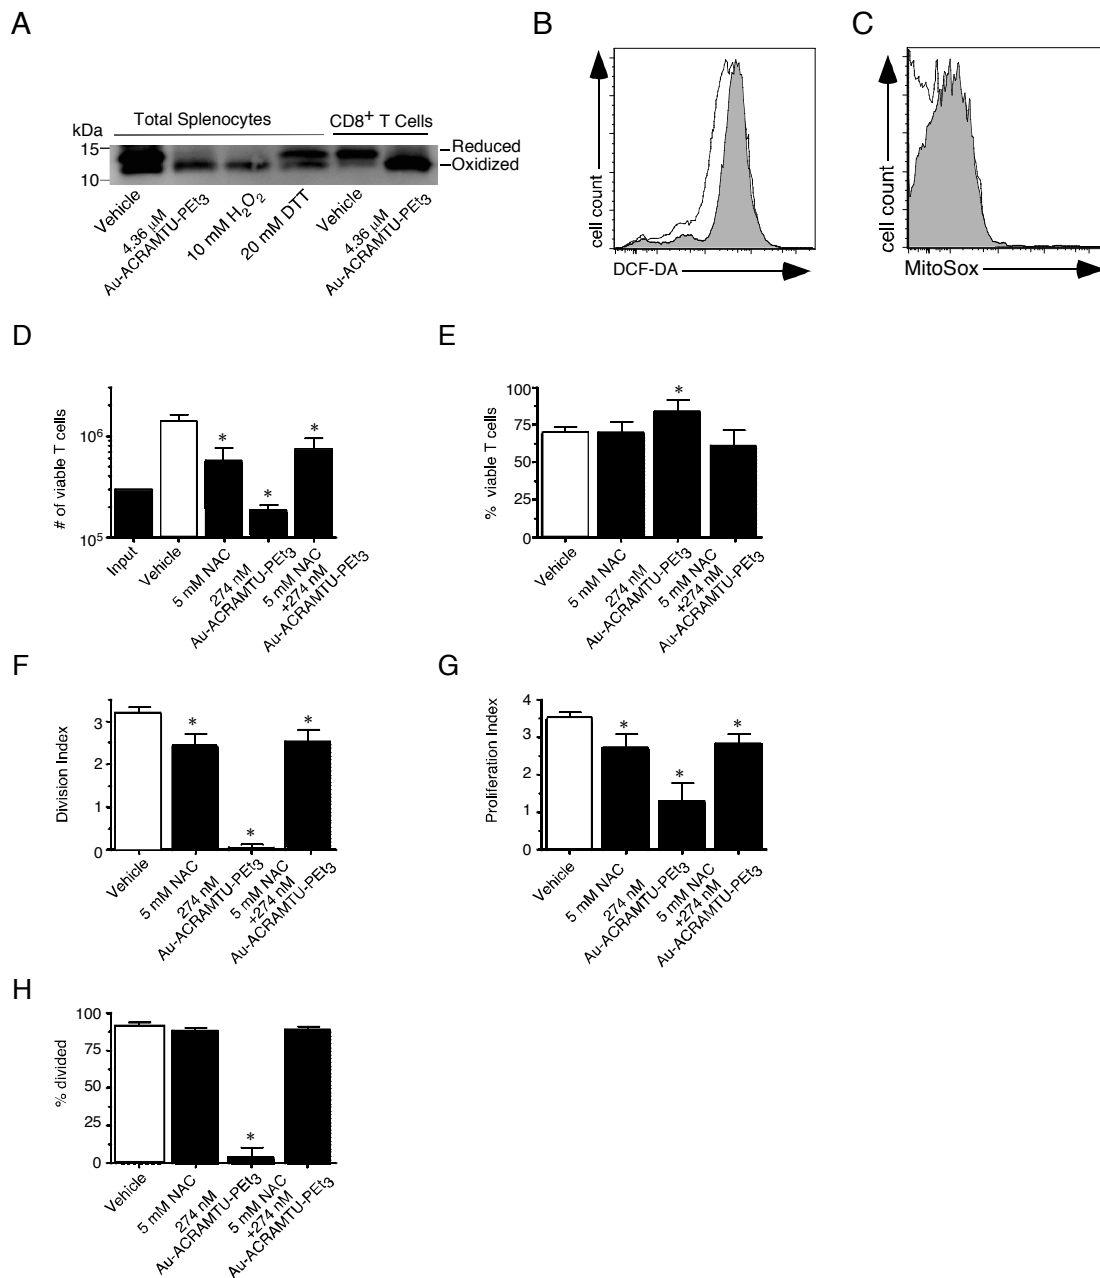 A
B
C
Total Splenocytes
CD8+ T Cells
kDa
15
10
Reduced
Oxidized
Vehicle
4.36 µM
Au-ACRAMTU-PEt3
10 mM H2O2
20 mM DTT
Vehicle
4.36 µM
Au-ACRAMTU-PEt3
cell count
DCF-DA
cell count
MitoSox
D
# of viable T cells
10^6
10^5
*
*
*
Input
Vehicle
5 mM NAC
274 nM
Au-ACRAMTU-PEt3
5 mM NAC
+274 nM
Au-ACRAMTU-PEt3
E
% viable T cells
100
75
50
25
0
*
Vehicle
5 mM NAC
274 nM
Au-ACRAMTU-PEt3
5 mM NAC
+274 nM
Au-ACRAMTU-PEt3
F
Division Index
3
2
1
0
*
*
*
Vehicle
5 mM NAC
274 nM
Au-ACRAMTU-PEt3
5 mM NAC
+274 nM
Au-ACRAMTU-PEt3
G
Proliferation Index
4
3
2
1
0
*
*
*
Vehicle
5 mM NAC
274 nM
Au-ACRAMTU-PEt3
5 mM NAC
+274 nM
Au-ACRAMTU-PEt3
H
% divided
100
75
50
25
0
*
Vehicle
5 mM NAC
274 nM
Au-ACRAMTU-PEt3
5 mM NAC
+274 nM
Au-ACRAMTU-PEt3